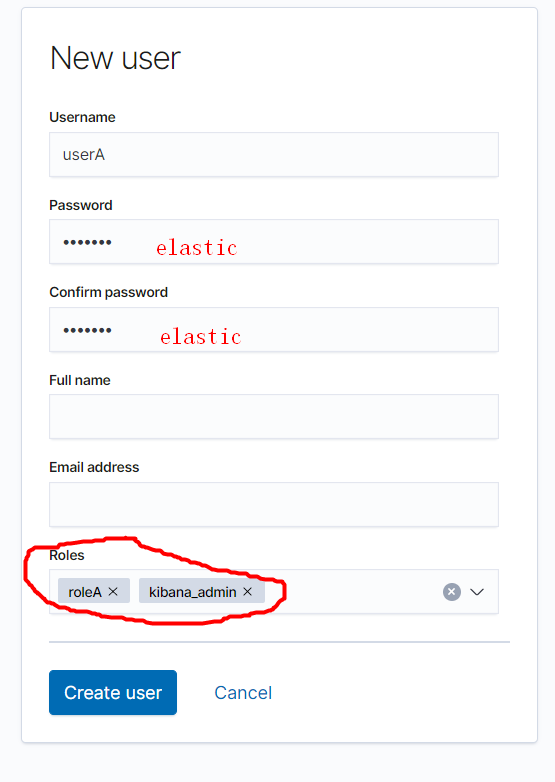 New user
Username
userA
Password
••••••• elastic
Confirm password
••••••• elastic
Full name
Email address
Roles
roleA × kibana_admin ×
Create user Cancel